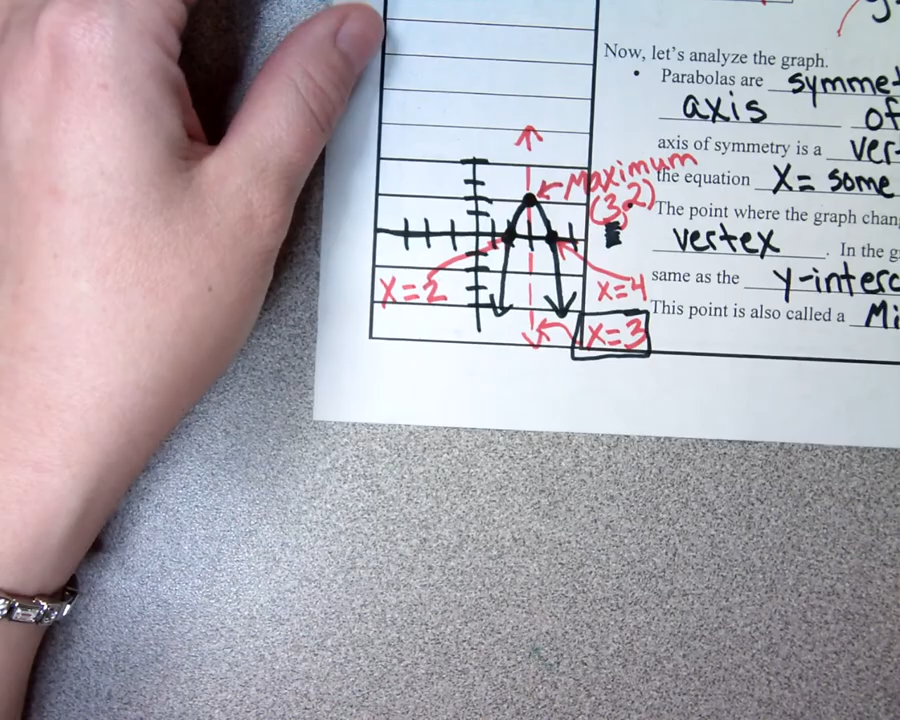 Now, let's analyze the graph.
• Parabolas are symme
axis of
axis of symmetry is a ver
the equation X= some
• The point where the graph chan
vertex. In the g
same as the y-interc
This point is also called a Mi
Maximum
(3,2)
X=2
X=4
X=3